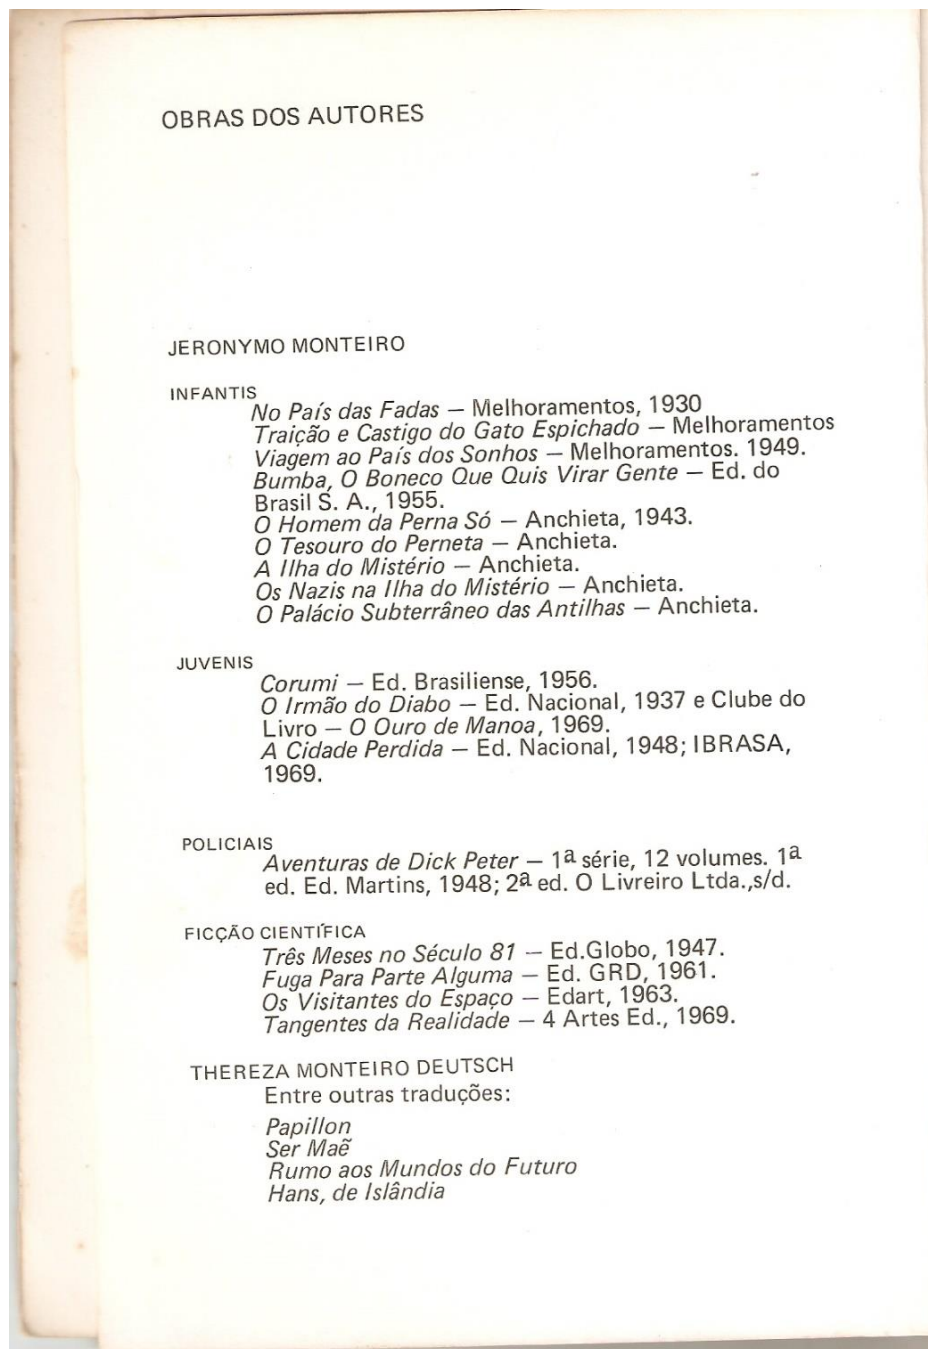 OBRAS DOS AUTORES
JERONYMO MONTEIRO
INFANTIS
No País das Fadas — Melhoramentos, 1930
Traição e Castigo do Gato Espichado — Melhoramentos
Viagem ao País dos Sonhos — Melhoramentos. 1949.
Bumba, O Boneco Que Quis Virar Gente — Ed. do
Brasil S. A., 1955.
O Homem da Perna Só — Anchieta, 1943.
O Tesouro do Perneta — Anchieta.
A Ilha do Mistério — Anchieta.
Os Nazis na Ilha do Mistério — Anchieta.
O Palácio Subterrâneo das Antilhas — Anchieta.
JUVENIS
Corumi — Ed. Brasiliense, 1956.
O Irmão do Diabo — Ed. Nacional, 1937 e Clube do
Livro — O Ouro de Manoa, 1969.
A Cidade Perdida — Ed. Nacional, 1948; IBRASA,
1969.
POLICIAIS
Aventuras de Dick Peter — 1ª série, 12 volumes. 1ª
ed. Ed. Martins, 1948; 2ª ed. O Livreiro Ltda.,s/d.
FICÇÃO CIENTÍFICA
Três Meses no Século 81 — Ed.Globo, 1947.
Fuga Para Parte Alguma — Ed. GRD, 1961.
Os Visitantes do Espaço — Edart, 1963.
Tangentes da Realidade — 4 Artes Ed., 1969.
THEREZA MONTEIRO DEUTSCH
Entre outras traduções:
Papillon
Ser Maẽ
Rumo aos Mundos do Futuro
Hans, de Islândia